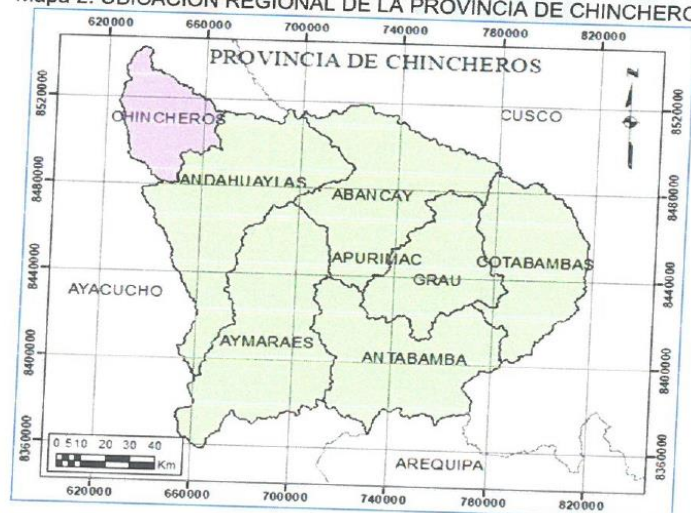 Mapa 2: UBICACIÓN REGIONAL DE LA PROVINCIA DE CHINCHERO
620000 660000 700000 740000 780000 820000
PROVINCIA DE CHINCHEROS
N
8520000 8520000
CHINCHEROS
CUSCO
8480000 8480000
ANDAHUAYLAS
ABANCAY
APURIMAC
COTABAMBAS
GRAU
8440000 8440000
AYACUCHO
AYMARAES
ANTABAMBA
8400000 8400000
8360000 8360000
0 5 10 20 30 40
Km
AREQUIPA
620000 660000 700000 740000 780000 820000